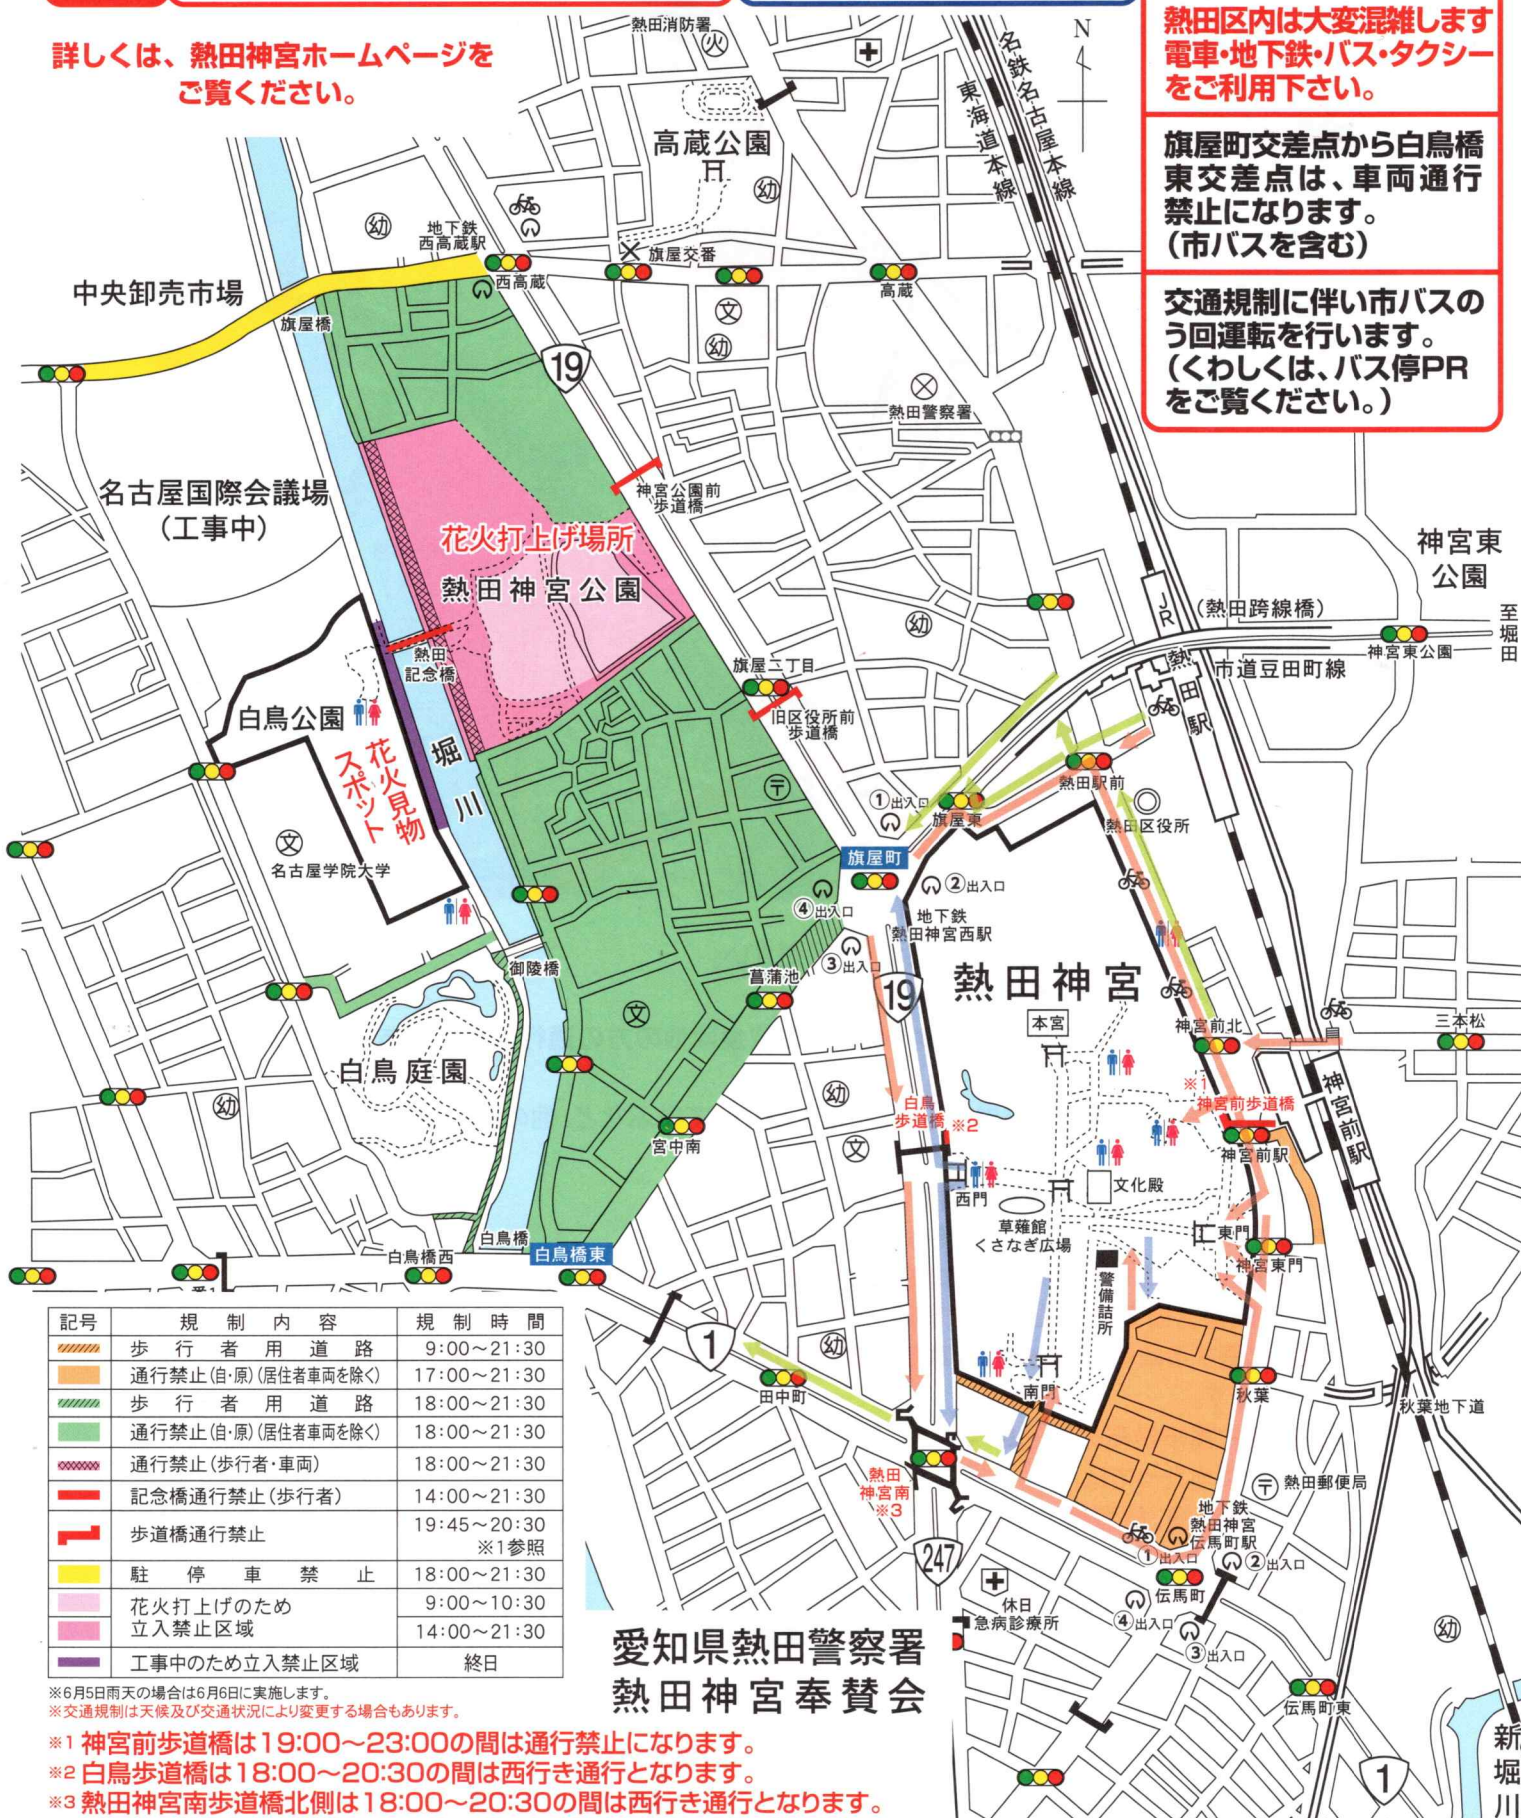 詳しくは、熱田神宮ホームページを
ご覧ください。
熱田区内は大変混雑します
電車・地下鉄・バス・タクシー
をご利用下さい。
旗屋町交差点から白鳥橋
東交差点は、車両通行
禁止になります。
（市バスを含む）
交通規制に伴い市バスの
う回運転を行います。
（くわしくは、バス停PR
をご覧ください。）
熱田消防署
火
N
名鉄名古屋本線
東海道本線
高蔵公園
幼
幼
地下鉄
西高蔵駅
旗屋交番
西高蔵
高蔵
中央卸売市場
旗屋橋
文
幼
19
熱田警察署
名古屋国際会議場
（工事中）
神宮公園前
歩道橋
花火打上げ場所
熱田神宮公園
神宮東
公園
JR
熱田駅
（熱田跨線橋）
至堀田
神宮東公園
市道豆田町線
幼
熱田
記念橋
旗屋二丁目
旧区役所前
歩道橋
白鳥公園
堀川
花火見物
スポット
〒
熱田駅前
①出入口
旗屋東
熱田区役所
文
名古屋学院大学
旗屋町
②出入口
④出入口
地下鉄
熱田神宮西駅
③出入口
御陵橋
菖蒲池
19
熱田神宮
文
本宮
神宮前北
三本松
白鳥庭園
幼
幼
※1
神宮前歩道橋
神宮前駅
白鳥
歩道橋 ※2
宮中南
文
神宮前駅
西門
文化殿
草薙館
くさなぎ広場
東門
神宮東門
白鳥橋
白鳥橋西
白鳥橋東
警備詰所
1
幼
田中町
南門
秋葉
秋葉地下道
熱田
神宮南
※3
〒
熱田郵便局
地下鉄
熱田神宮
伝馬町駅
①出入口
②出入口
伝馬町
247
休日
急病診療所
④出入口
③出入口
幼
伝馬町東
新堀川
1
記号 規制内容 規制時間
歩行者用道路 9:00～21:30
通行禁止(自・原)(居住者車両を除く) 17:00～21:30
歩行者用道路 18:00～21:30
通行禁止(自・原)(居住者車両を除く) 18:00～21:30
通行禁止(歩行者・車両) 18:00～21:30
記念橋通行禁止(歩行者) 14:00～21:30
歩道橋通行禁止 19:45～20:30
※1参照
駐停車禁止 18:00～21:30
花火打上げのため 9:00～10:30
立入禁止区域 14:00～21:30
工事中のため立入禁止区域 終日
愛知県熱田警察署
熱田神宮奉賛会
※6月5日雨天の場合は6月6日に実施します。
※交通規制は天候及び交通状況により変更する場合もあります。
※1 神宮前歩道橋は19:00～23:00の間は通行禁止になります。
※2 白鳥歩道橋は18:00～20:30の間は西行き通行となります。
※3 熱田神宮南歩道橋北側は18:00～20:30の間は西行き通行となります。